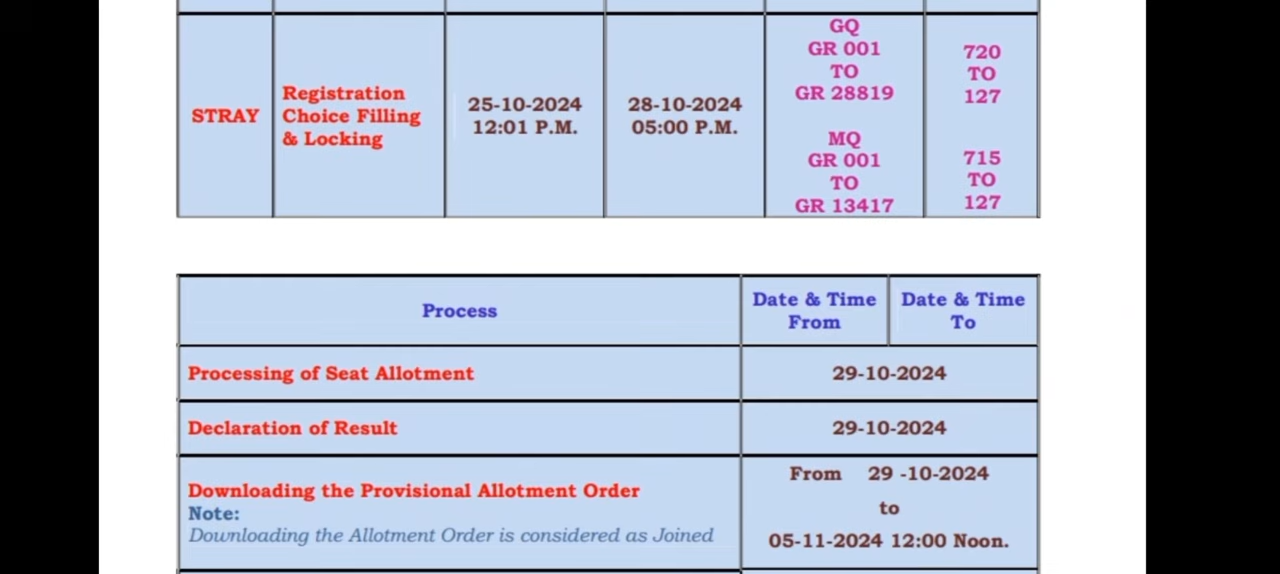 STRAY
Registration
Choice Filling
& Locking
25-10-2024
12:01 P.M.
28-10-2024
05:00 P.M.
GQ
GR 001
TO
GR 28819
MQ
GR 001
TO
GR 13417
720
TO
127
715
TO
127
Process
Date & Time
From
Date & Time
To
Processing of Seat Allotment
29-10-2024
Declaration of Result
29-10-2024
Downloading the Provisional Allotment Order
Note:
Downloading the Allotment Order is considered as Joined
From 29 -10-2024
to
05-11-2024 12:00 Noon.